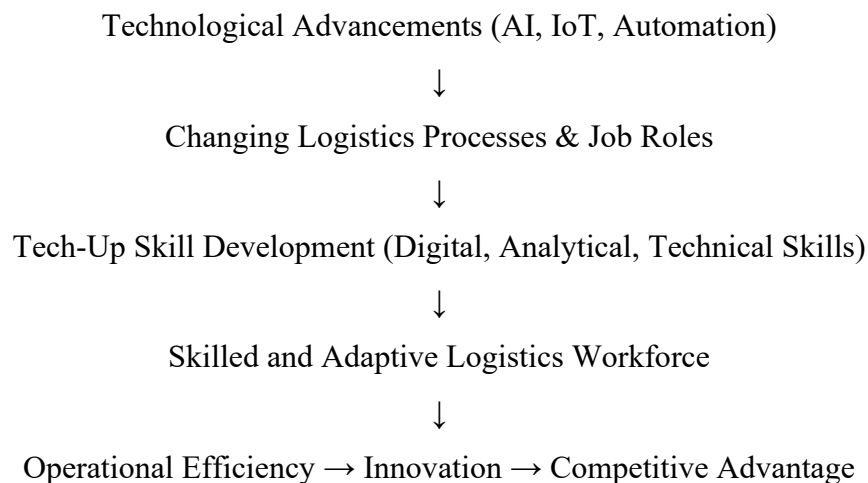 Technological Advancements (AI, IoT, Automation)
↓
Changing Logistics Processes & Job Roles
↓
Tech-Up Skill Development (Digital, Analytical, Technical Skills)
↓
Skilled and Adaptive Logistics Workforce
↓
Operational Efficiency → Innovation → Competitive Advantage